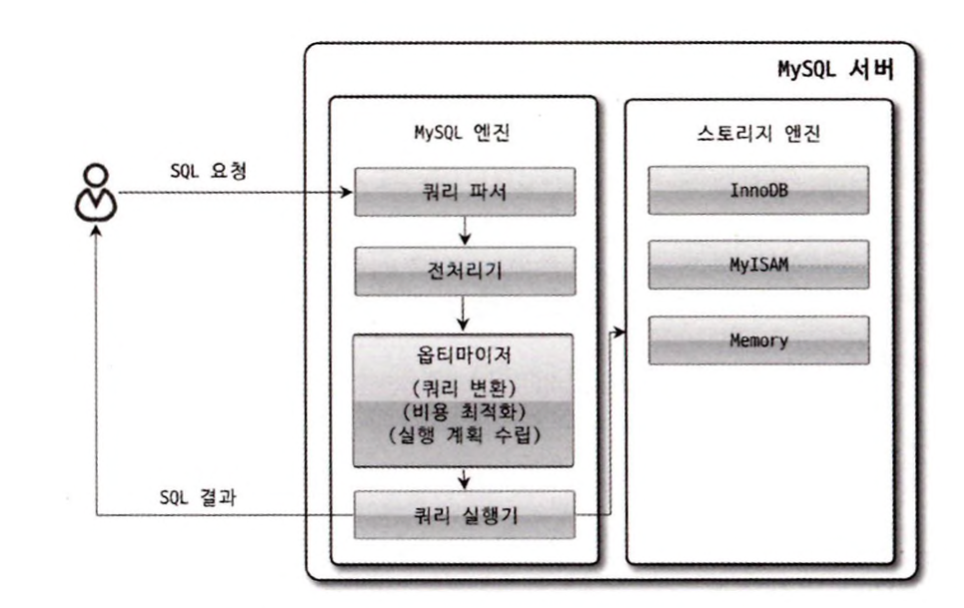 MySQL 서버
MySQL 엔진
스토리지 엔진
SQL 요청
쿼리 파서
InnoDB
전처리기
MyISAM
옵티마이저
(쿼리 변환)
(비용 최적화)
(실행 계획 수립)
Memory
SQL 결과
쿼리 실행기